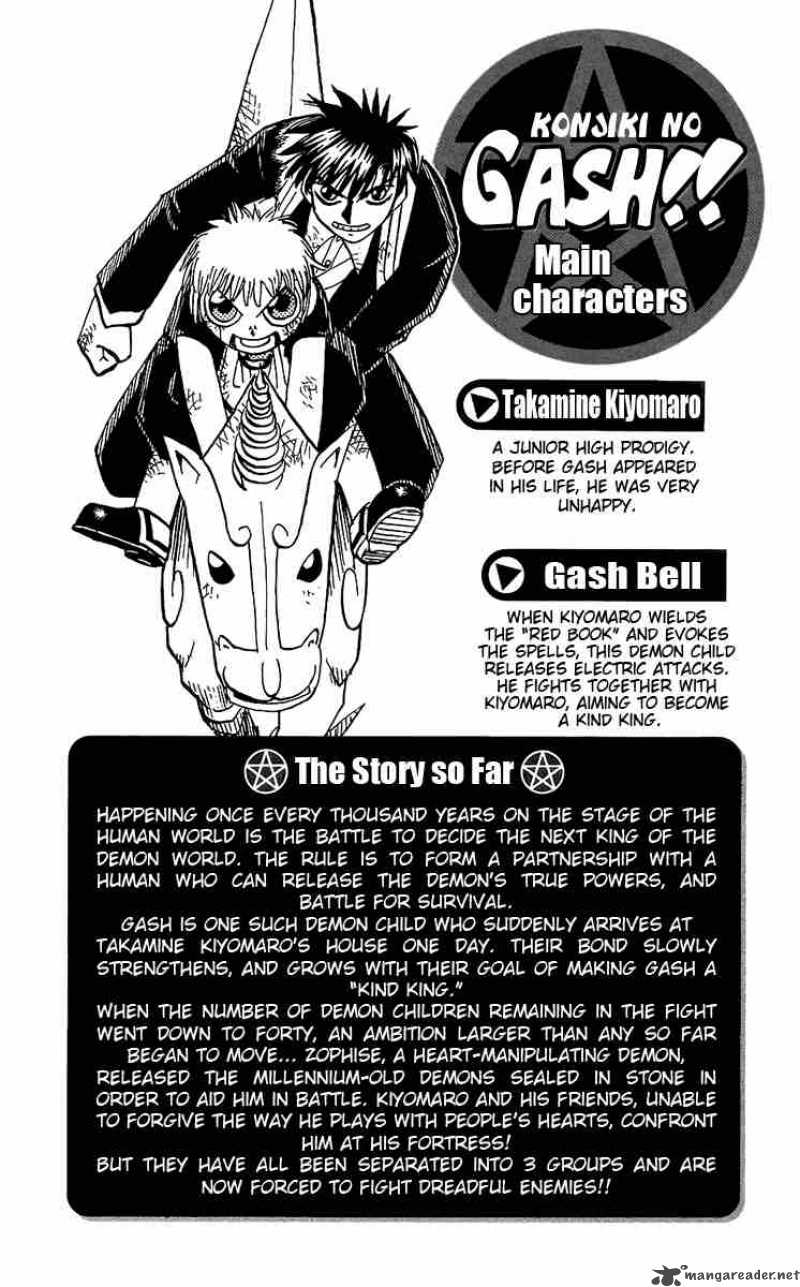 KONJIKI NO
GASH!!
Main
characters
Takamine Kiyomaro
A JUNIOR HIGH PRODIGY.
BEFORE GASH APPEARED
IN HIS LIFE, HE WAS VERY
UNHAPPY.
Gash Bell
WHEN KIYOMARO WIELDS
THE "RED BOOK" AND EVOKES
THE SPELLS, THIS DEMON CHILD
RELEASES ELECTRIC ATTACKS.
HE FIGHTS TOGETHER WITH
KIYOMARO, AIMING TO BECOME
A KIND KING.
The Story so Far
HAPPENING ONCE EVERY THOUSAND YEARS ON THE STAGE OF THE
HUMAN WORLD IS THE BATTLE TO DECIDE THE NEXT KING OF THE
DEMON WORLD. THE RULE IS TO FORM A PARTNERSHIP WITH A
HUMAN WHO CAN RELEASE THE DEMON'S TRUE POWERS, AND
BATTLE FOR SURVIVAL.
GASH IS ONE SUCH DEMON CHILD WHO SUDDENLY ARRIVES AT
TAKAMINE KIYOMARO'S HOUSE ONE DAY. THEIR BOND SLOWLY
STRENGTHENS, AND GROWS WITH THEIR GOAL OF MAKING GASH A
"KIND KING."
WHEN THE NUMBER OF DEMON CHILDREN REMAINING IN THE FIGHT
WENT DOWN TO FORTY, AN AMBITION LARGER THAN ANY SO FAR
BEGAN TO MOVE... ZOPHISE, A HEART-MANIPULATING DEMON,
RELEASED THE MILLENNIUM-OLD DEMONS SEALED IN STONE IN
ORDER TO AID HIM IN BATTLE. KIYOMARO AND HIS FRIENDS, UNABLE
TO FORGIVE THE WAY HE PLAYS WITH PEOPLE'S HEARTS, CONFRONT
HIM AT HIS FORTRESS!
BUT THEY HAVE ALL BEEN SEPARATED INTO 3 GROUPS AND ARE
NOW FORCED TO FIGHT DREADFUL ENEMIES!!
mangareader.net